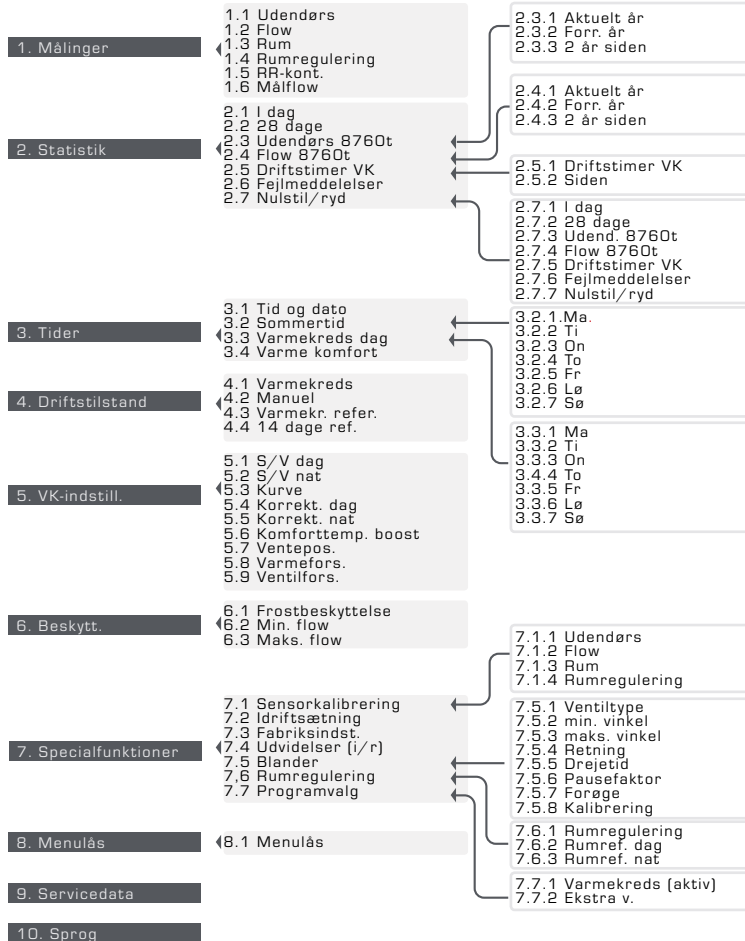 1. Målinger
1.1 Udendørs
1.2 Flow
1.3 Rum
1.4 Rumregulering
1.5 RR-kont.
1.6 Målflow
2. Statistik
2.1 I dag
2.2 28 dage
2.3 Udendørs 8760t
2.4 Flow 8760t
2.5 Driftstimer VK
2.6 Fejlmeddelelser
2.7 Nulstil/ryd
2.3.1 Aktuelt år
2.3.2 Forr. år
2.3.3 2 år siden
2.4.1 Aktuelt år
2.4.2 Forr. år
2.4.3 2 år siden
2.5.1 Driftstimer VK
2.5.2 Siden
2.7.1 I dag
2.7.2 28 dage
2.7.3 Udend. 8760t
2.7.4 Flow 8760t
2.7.5 Driftstimer VK
2.7.6 Fejlmeddelelser
2.7.7 Nulstil/ryd
3. Tider
3.1 Tid og dato
3.2 Sommertid
3.3 Varmekreds dag
3.4 Varme komfort
3.2.1.Ma.
3.2.2 Ti
3.2.3 On
3.2.4 To
3.2.5 Fr
3.2.6 Lø
3.2.7 Sø
3.3.1 Ma
3.3.2 Ti
3.3.3 On
3.4.4 To
3.3.5 Fr
3.3.6 Lø
3.3.7 Sø
4. Driftstilstand
4.1 Varmekreds
4.2 Manuel
4.3 Varmekr. refer.
4.4 14 dage ref.
5. VK-indstill.
5.1 S/V dag
5.2 S/V nat
5.3 Kurve
5.4 Korrekt. dag
5.5 Korrekt. nat
5.6 Komforttemp. boost
5.7 Ventepos.
5.8 Varmefors.
5.9 Ventilfors.
6. Beskytt.
6.1 Frostbeskyttelse
6.2 Min. flow
6.3 Maks. flow
7. Specialfunktioner
7.1 Sensorkalibrering
7.2 Idriftsætning
7.3 Fabriksindst.
7.4 Udvidelser (i/r)
7.5 Blander
7,6 Rumregulering
7.7 Programvalg
7.1.1 Udendørs
7.1.2 Flow
7.1.3 Rum
7.1.4 Rumregulering
7.5.1 Ventiltype
7.5.2 min. vinkel
7.5.3 maks. vinkel
7.5.4 Retning
7.5.5 Drejetid
7.5.6 Pausefaktor
7.5.7 Forøge
7.5.8 Kalibrering
7.6.1 Rumregulering
7.6.2 Rumref. dag
7.6.3 Rumref. nat
7.7.1 Varmekreds (aktiv)
7.7.2 Ekstra v.
8. Menulås
8.1 Menulås
9. Servicedata
10. Sprog